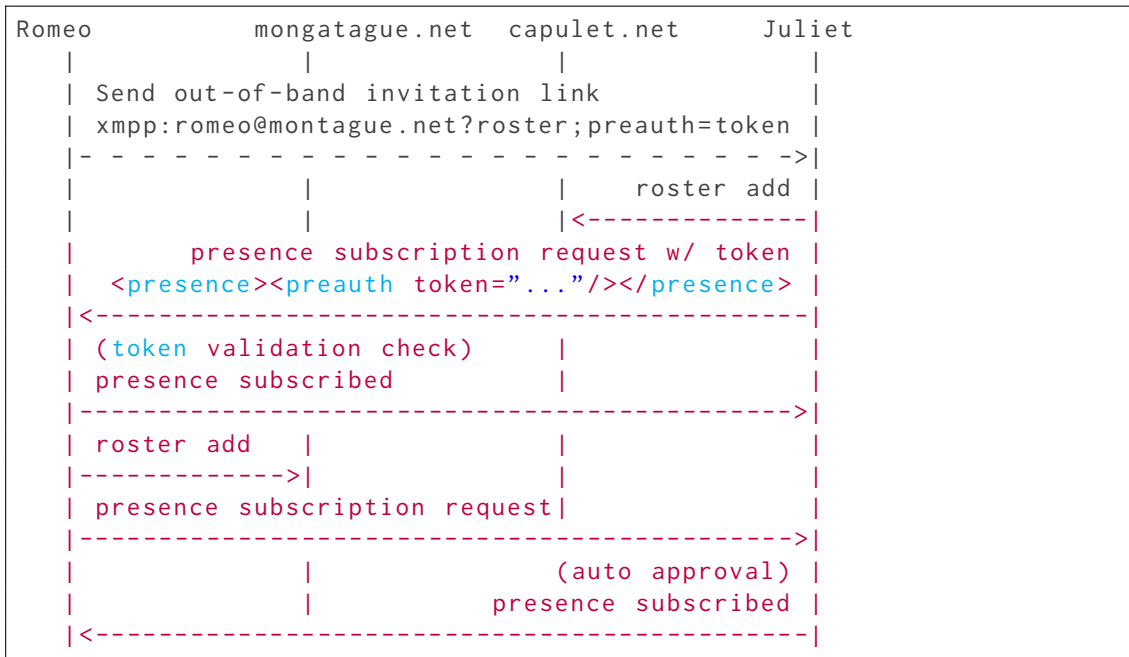 Romeo          mongatague.net  capulet.net     Juliet
   |              |               |               |
   | Send out-of-band invitation link             |
   | xmpp:romeo@montague.net?roster;preauth=token |
   |- - - - - - - - - - - - - - - - - - - - - - ->|
   |              |               |    roster add |
   |              |               |<--------------|
   |       presence subscription request w/ token |
   |  <presence><preauth token=”...”/></presence> |
   |<---------------------------------------------|
   | (token validation check)     |               |
   | presence subscribed          |               |
   |--------------------------------------------->|
   | roster add   |               |               |
   |------------->|               |               |
   | presence subscription request|               |
   |--------------------------------------------->|
   |              |               (auto approval) |
   |              |           presence subscribed |
   |<---------------------------------------------|